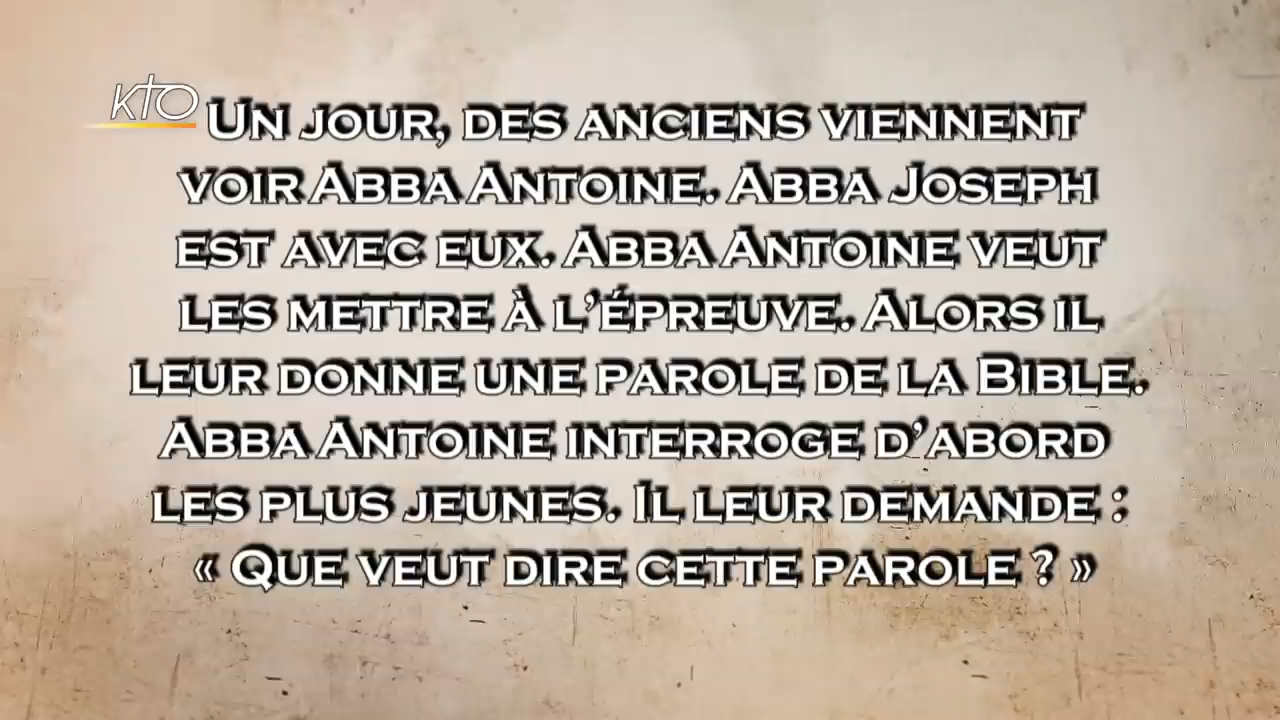 KTO
Un jour, des anciens viennent
voir Abba Antoine. Abba Joseph
est avec eux. Abba Antoine veut
les mettre à l’épreuve. Alors il
leur donne une parole de la Bible.
Abba Antoine interroge d’abord
les plus jeunes. Il leur demande :
« Que veut dire cette parole ? »